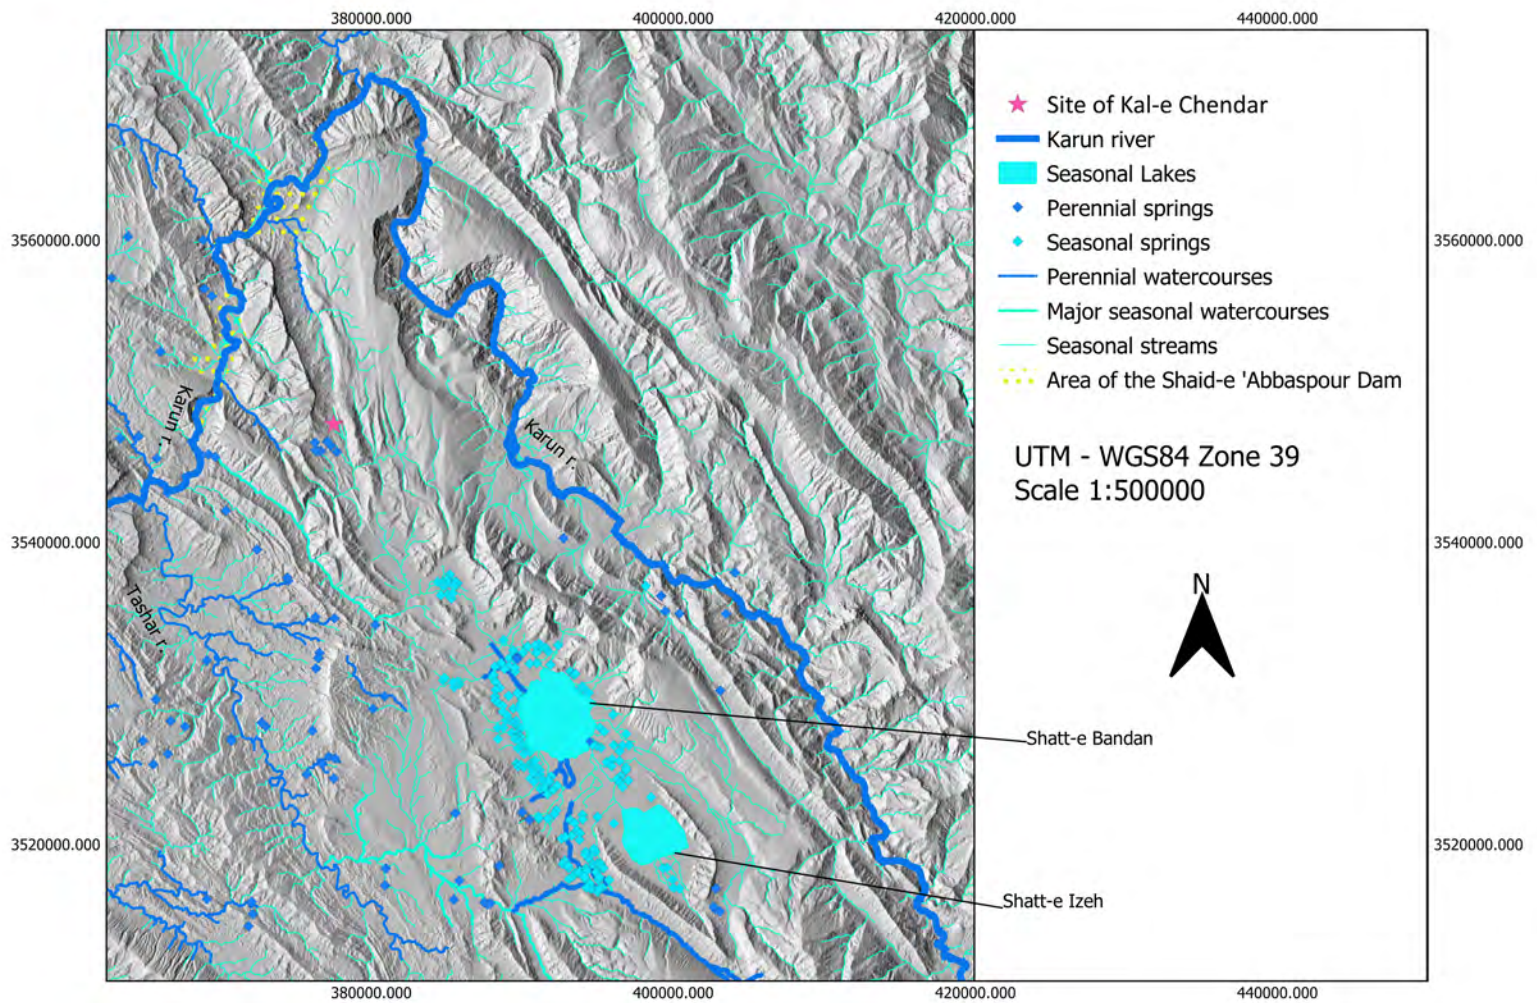 380000.000 400000.000 420000.000 440000.000
Site of Kal-e Chendar
Karun river
Seasonal Lakes
Perennial springs
3560000.000 3560000.000
Seasonal springs
Perennial watercourses
Major seasonal watercourses
Seasonal streams
Area of the Shaid-e 'Abbaspour Dam
Karun r.
Karun r.
UTM - WGS84 Zone 39
Scale 1:500000
3540000.000 3540000.000
N
Tashar r.
Shatt-e Bandan
3520000.000 3520000.000
Shatt-e Izeh
380000.000 400000.000 420000.000 440000.000